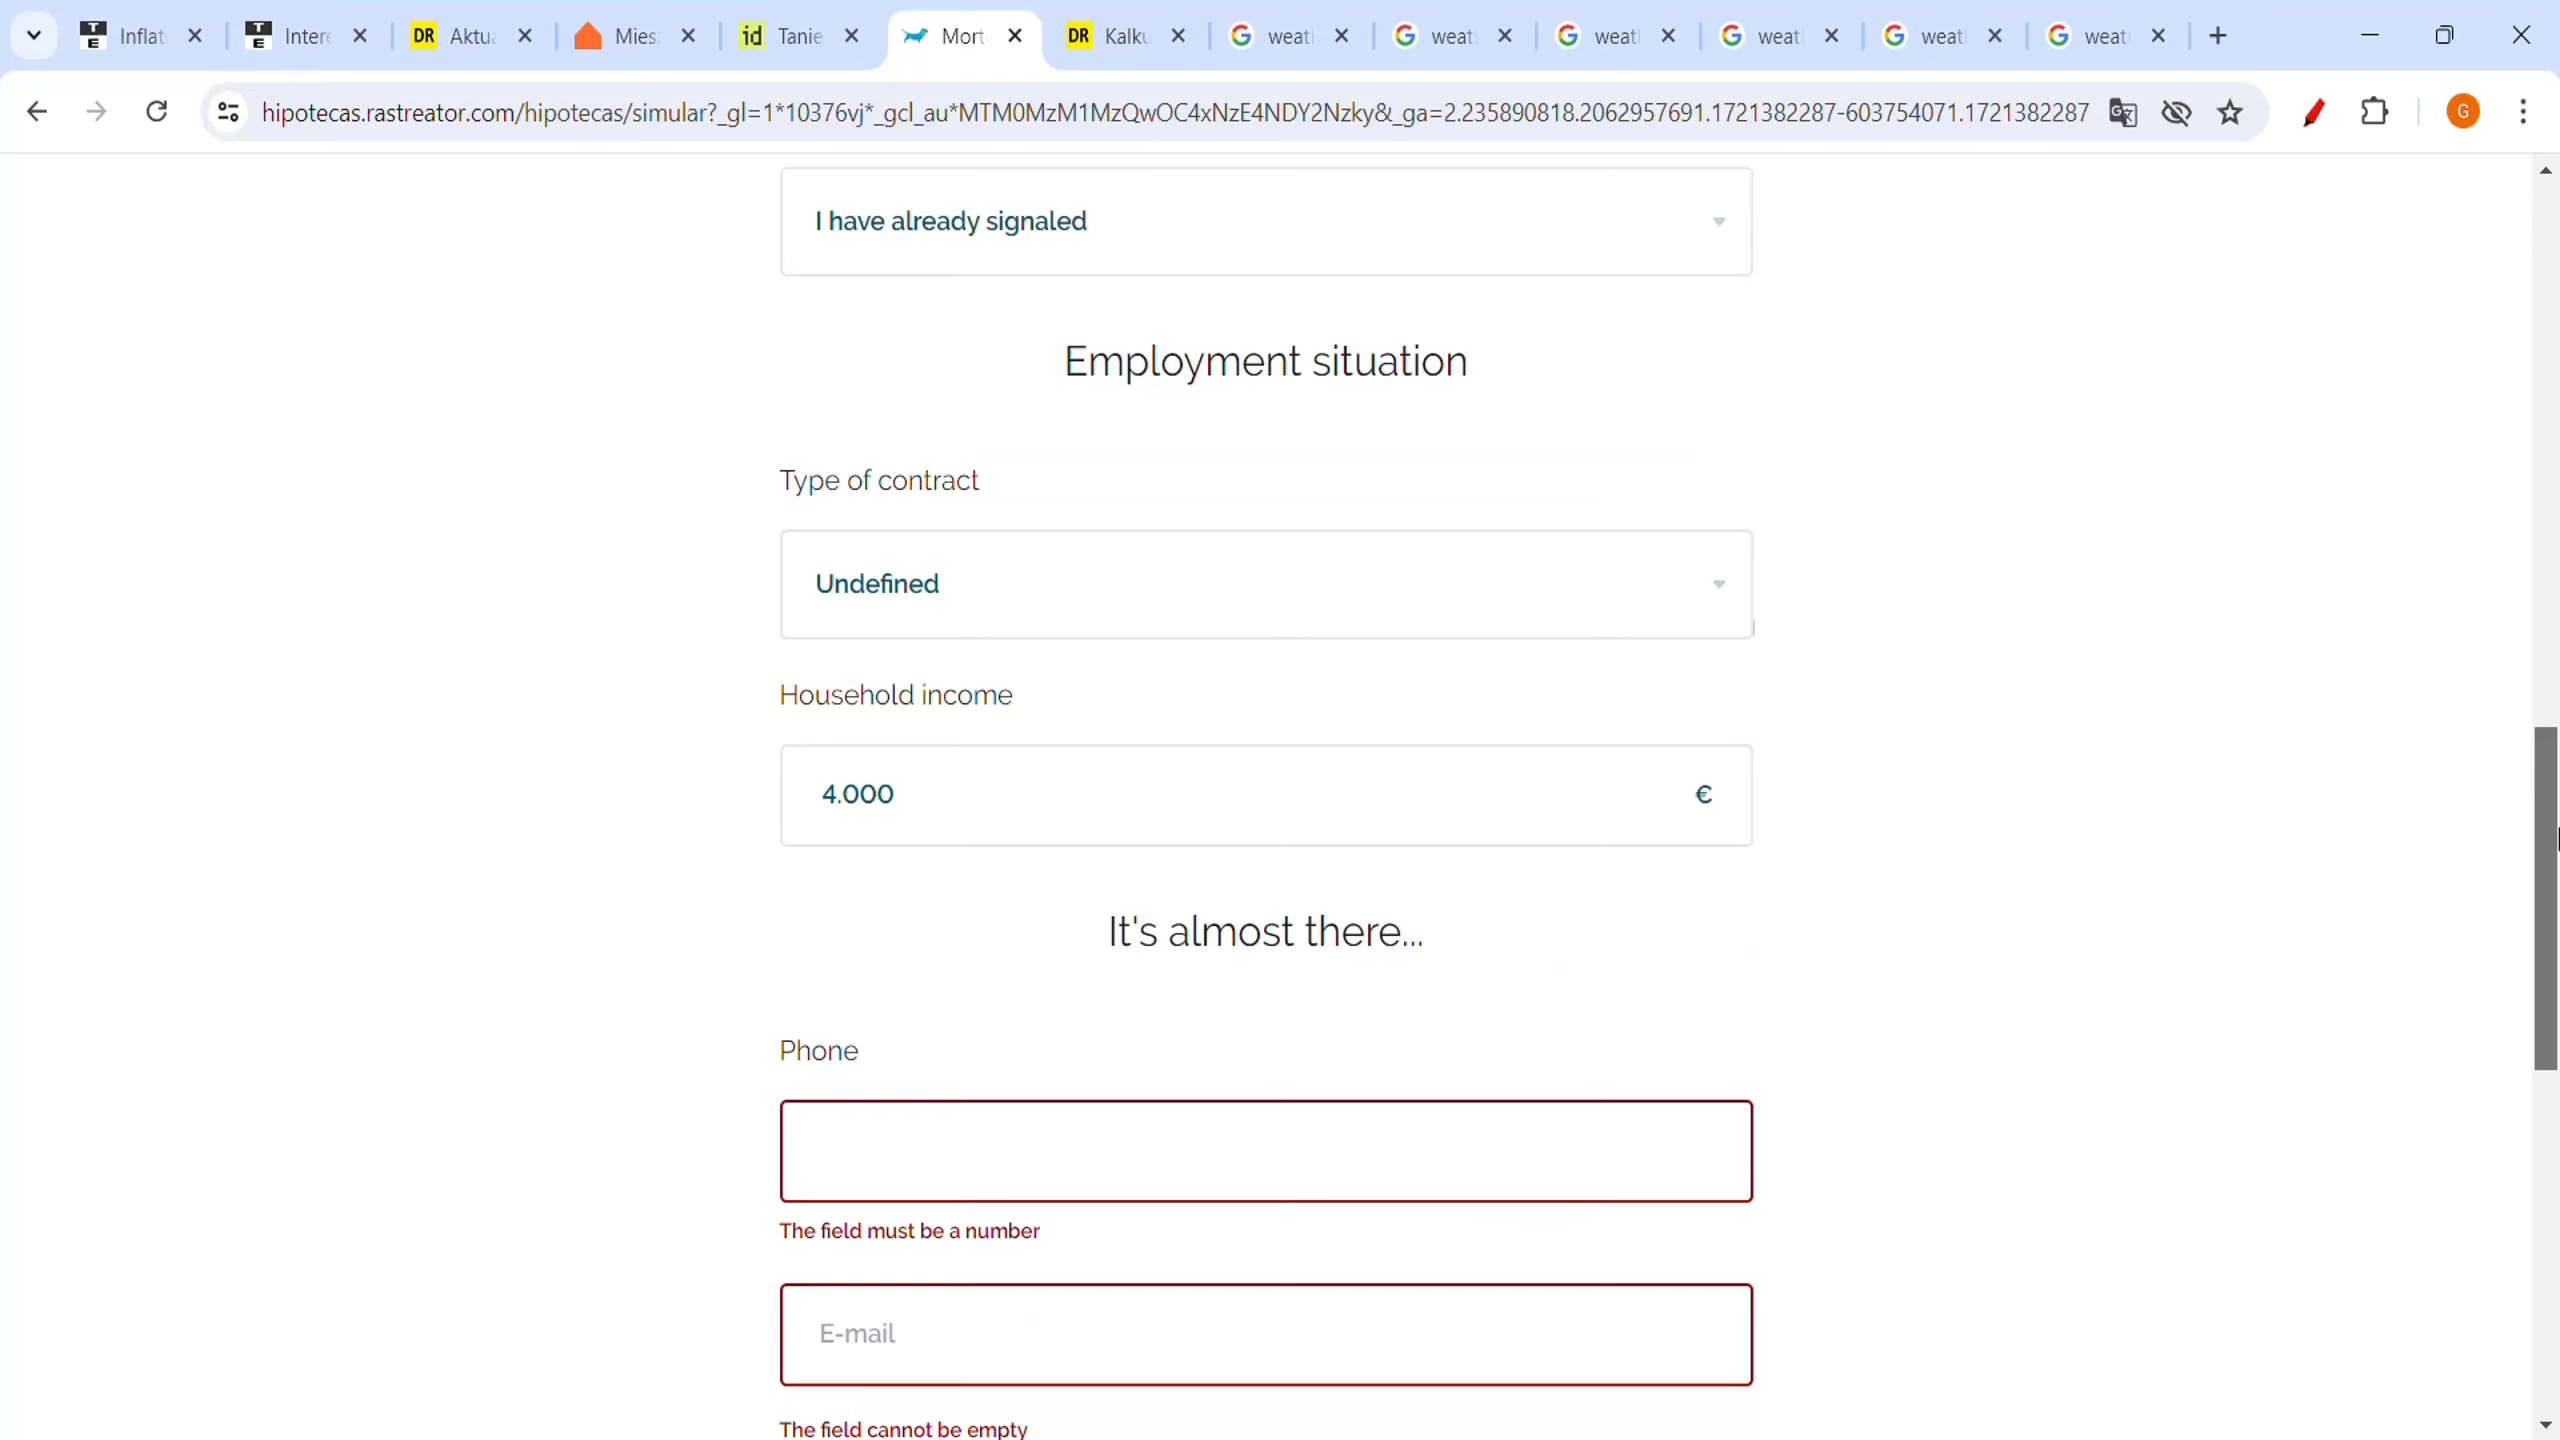 Inflat
Inter
DR Aktua
Mies
id Tanie
Mort
DR Kalku
weat
weat
weat
weat
weat
weat
hipotecas.rastreator.com/hipotecas/simular?_gl=1*10376vj*_gcl_au*MTM0MzM1MzQwOC4xNzE4NDY2Nzky&_ga=2.235890818.2062957691.1721382287-603754071.1721382287
G
I have already signaled
Employment situation
Type of contract
Undefined
Household income
4.000 €
It's almost there...
Phone
The field must be a number
E-mail
The field cannot be empty